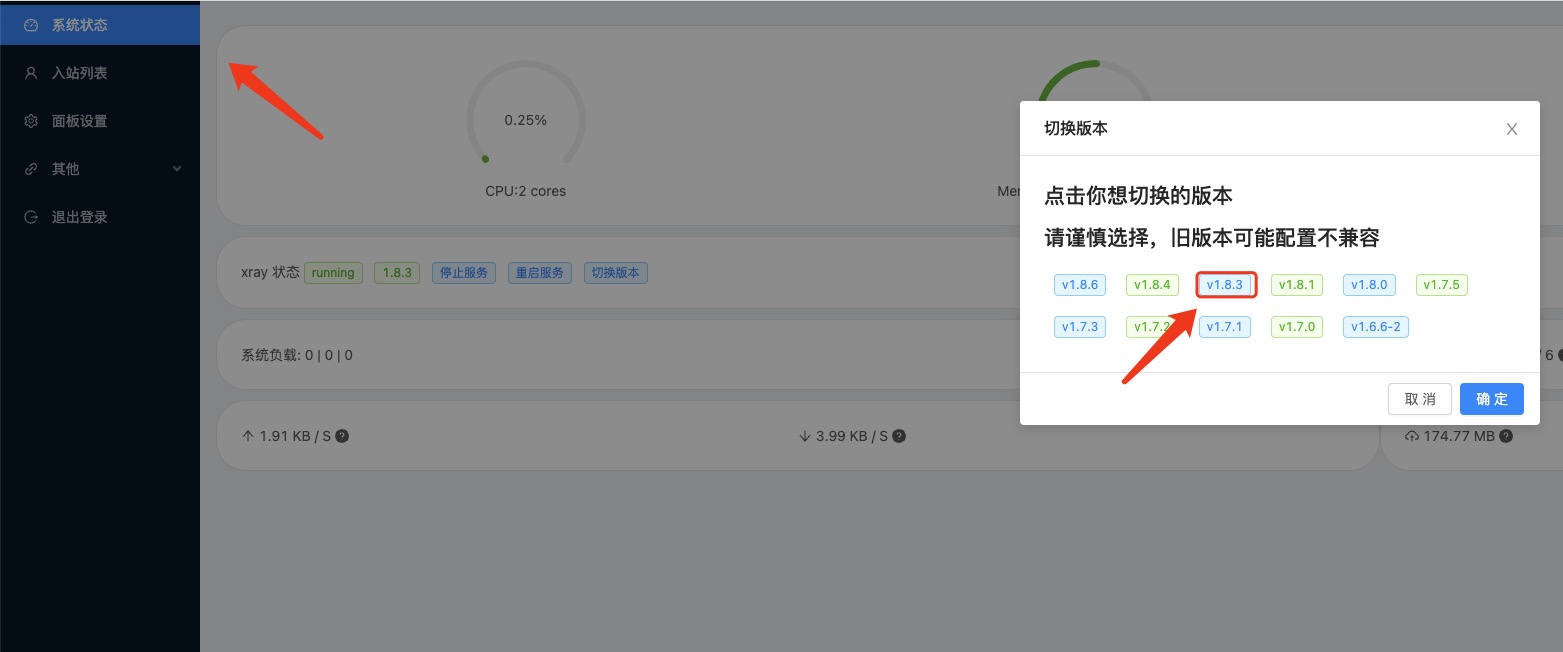 系统状态
入站列表
面板设置
其他
退出登录
0.25%
CPU:2 cores
xray 状态 running 1.8.3 停止服务 重启服务 切换版本
系统负载: 0 | 0 | 0
1.91 KB / S
3.99 KB / S
174.77 MB
/ 6
切换版本
点击你想切换的版本
请谨慎选择，旧版本可能配置不兼容
v1.8.6 v1.8.4 v1.8.3 v1.8.1 v1.8.0 v1.7.5
v1.7.3 v1.7.2 v1.7.1 v1.7.0 v1.6.6-2
取 消 确 定